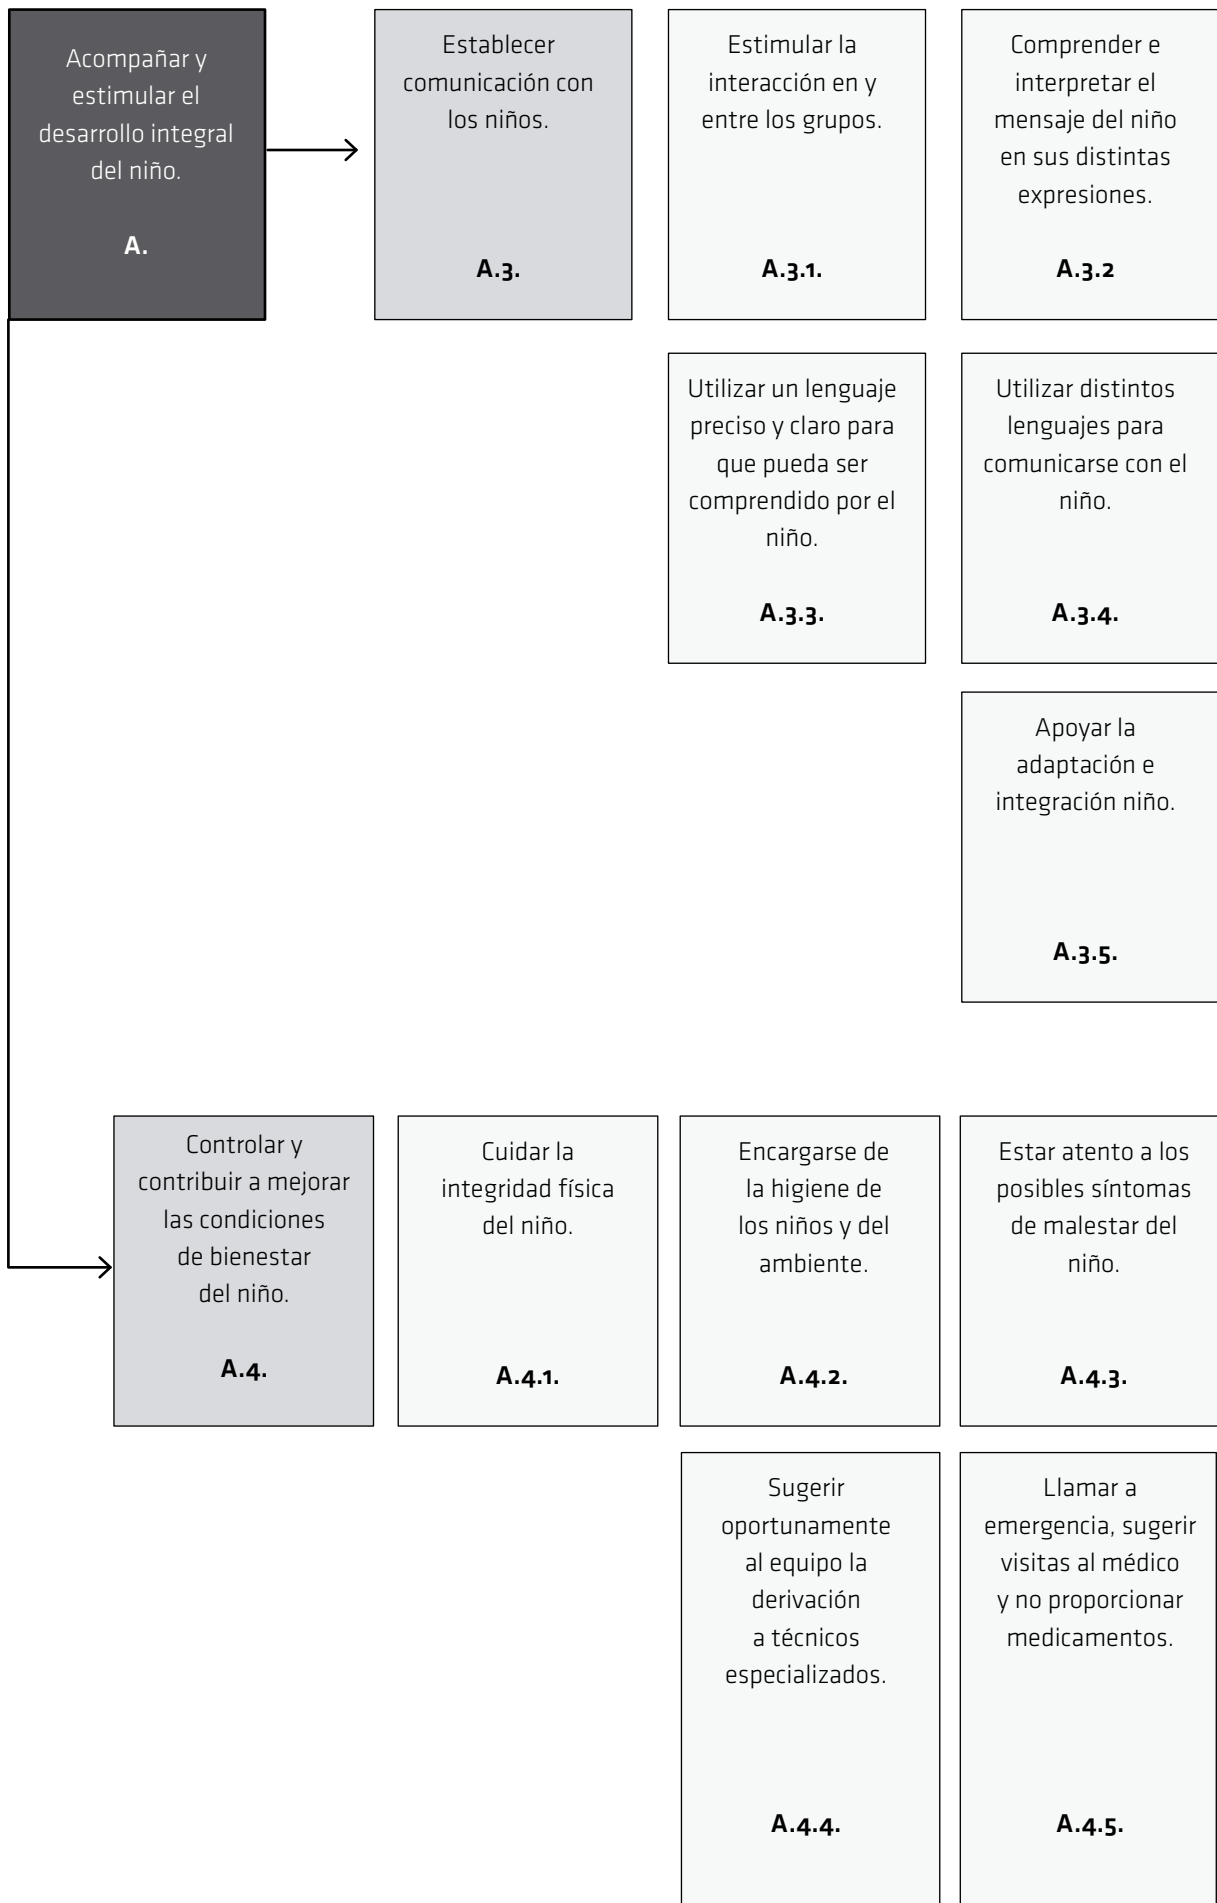 Acompañar y
estimular el
desarrollo integral
del niño.
A.
Establecer
comunicación con
los niños.
A.3.
Estimular la
interacción en y
entre los grupos.
A.3.1.
Comprender e
interpretar el
mensaje del niño
en sus distintas
expresiones.
A.3.2
Utilizar un lenguaje
preciso y claro para
que pueda ser
comprendido por el
niño.
A.3.3.
Utilizar distintos
lenguajes para
comunicarse con el
niño.
A.3.4.
Apoyar la
adaptación e
integración niño.
A.3.5.
Controlar y
contribuir a mejorar
las condiciones
de bienestar
del niño.
A.4.
Cuidar la
integridad física
del niño.
A.4.1.
Encargarse de
la higiene de
los niños y del
ambiente.
A.4.2.
Estar atento a los
posibles síntomas
de malestar del
niño.
A.4.3.
Sugerir
oportunamente
al equipo la
derivación
a técnicos
especializados.
A.4.4.
Llamar a
emergencia, sugerir
visitas al médico
y no proporcionar
medicamentos.
A.4.5.